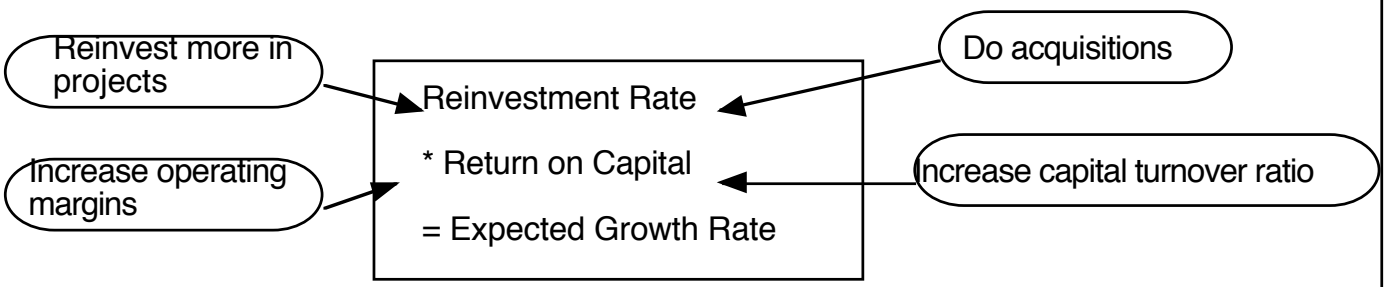 Reinvest more in
projects
Do acquisitions
Reinvestment Rate
* Return on Capital
= Expected Growth Rate
Increase operating
margins
Increase capital turnover ratio